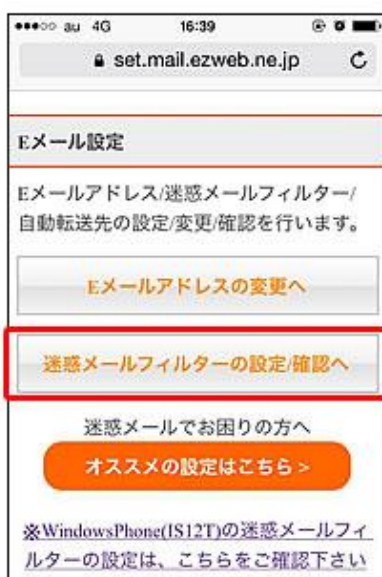 au 4G 16:39
set.mail.ezweb.ne.jp
Eメール設定
Eメールアドレス/迷惑メールフィルター/
自動転送先の設定/変更/確認を行います。
Eメールアドレスの変更へ
迷惑メールフィルターの設定/確認へ
迷惑メールでお困りの方へ
オススメの設定はこちら >
※WindowsPhone(IS12T)の迷惑メールフィ
ルターの設定は、こちらをご確認下さい